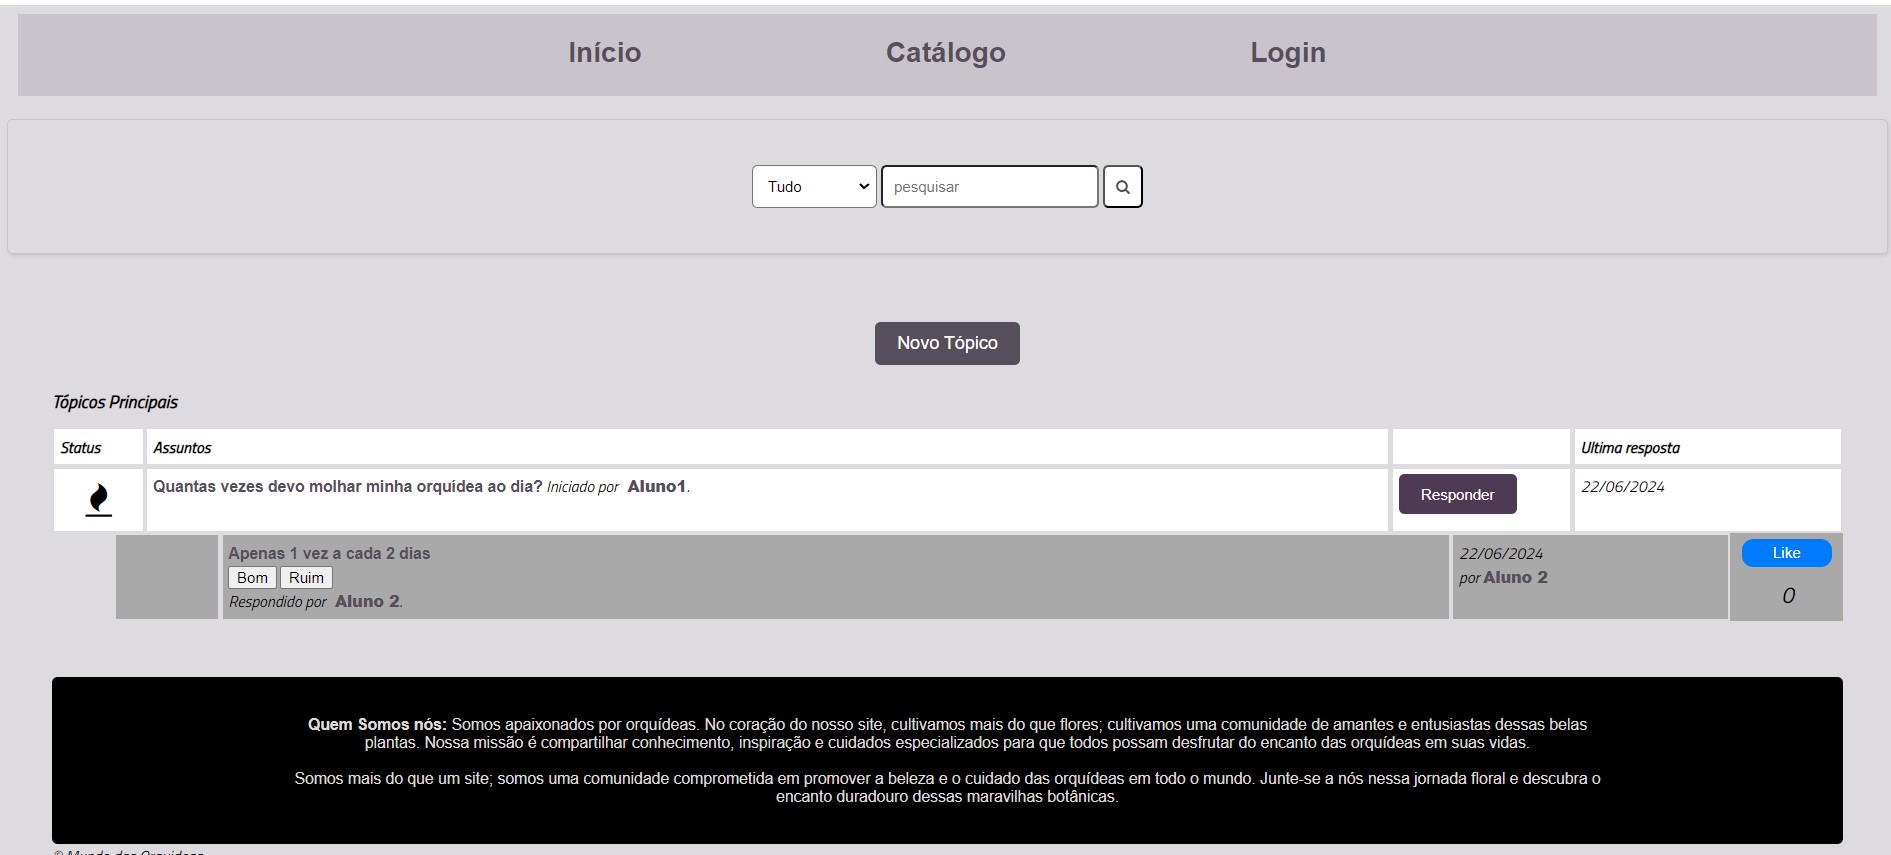 Início Catálogo Login
Tudo pesquisar
Novo Tópico
Tópicos Principais
Status Assuntos Ultima resposta
Quantas vezes devo molhar minha orquídea ao dia? Iniciado por Aluno1. Responder 22/06/2024
Apenas 1 vez a cada 2 dias 22/06/2024 Like
Bom Ruim por Aluno 2
Respondido por Aluno 2. 0
Quem Somos nós: Somos apaixonados por orquídeas. No coração do nosso site, cultivamos mais do que flores; cultivamos uma comunidade de amantes e entusiastas dessas belas
plantas. Nossa missão é compartilhar conhecimento, inspiração e cuidados especializados para que todos possam desfrutar do encanto das orquídeas em suas vidas.
Somos mais do que um site; somos uma comunidade comprometida em promover a beleza e o cuidado das orquídeas em todo o mundo. Junte-se a nós nessa jornada floral e descubra o
encanto duradouro dessas maravilhas botânicas.
© Mundo das Orquideas